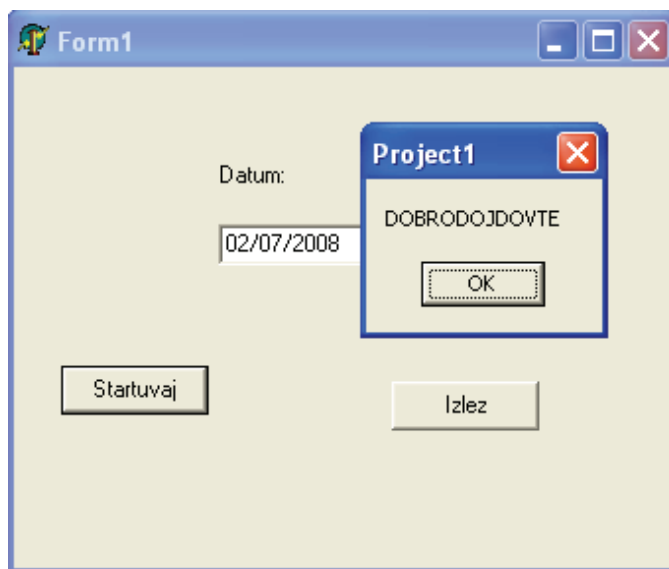 Form1
Project1
Datum:
DOBRODOJDOVTE
02/07/2008
OK
Startuvaj
Izlez